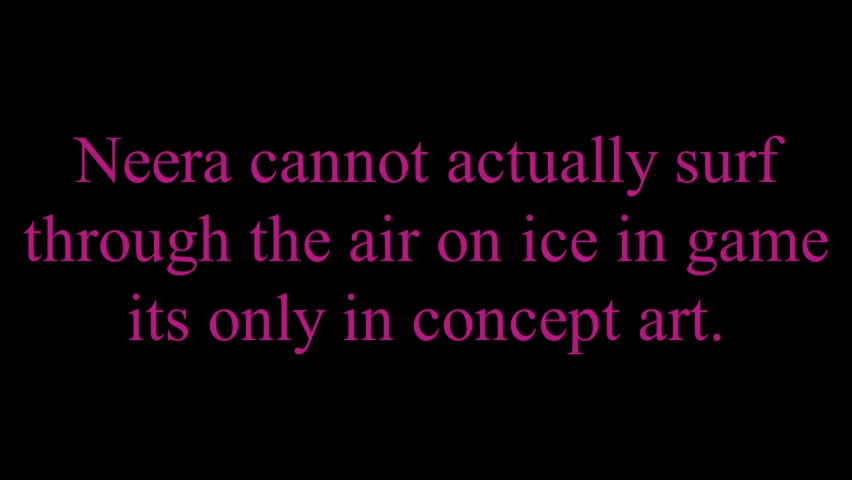 Neera cannot actually surf
through the air on ice in game
its only in concept art.